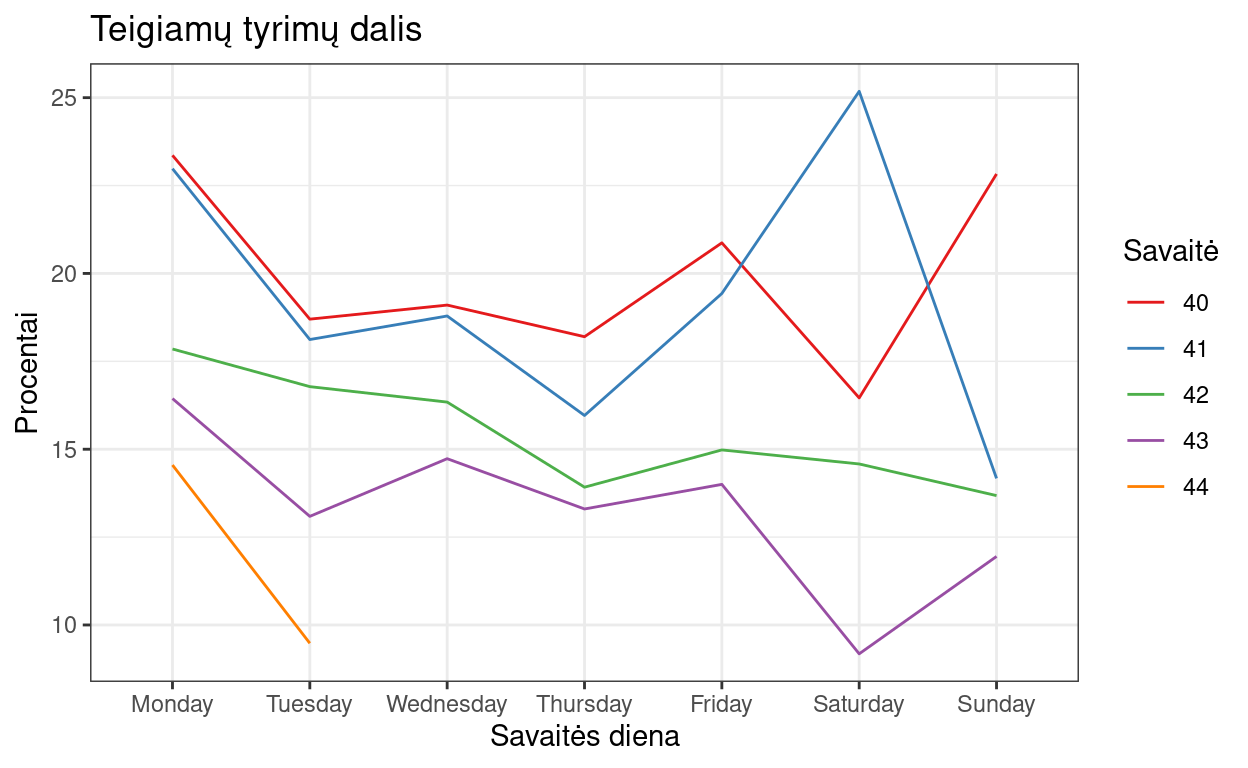 Teigiamų tyrimų dalis
Procentai
25
20
15
10
Monday Tuesday Wednesday Thursday Friday Saturday Sunday
Savaitės diena
Savaitė
40
41
42
43
44